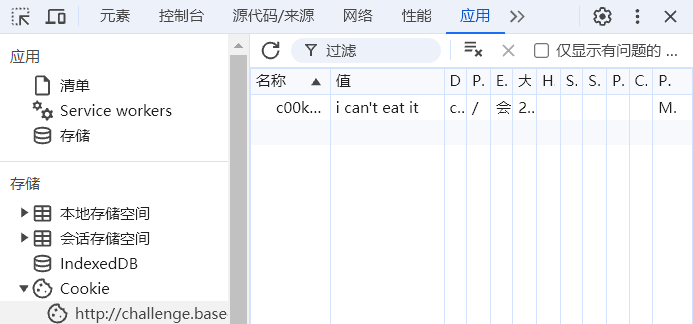 元素 控制台 源代码/来源 网络 性能 应用
应用
过滤
仅显示有问题的 ...
名称 值 D P. E. 大 H S. S. P. C. P.
清单
c00k... i can't eat it c.. / 会 2.. M.
Service workers
存储
存储
本地存储空间
会话存储空间
IndexedDB
Cookie
http://challenge.base